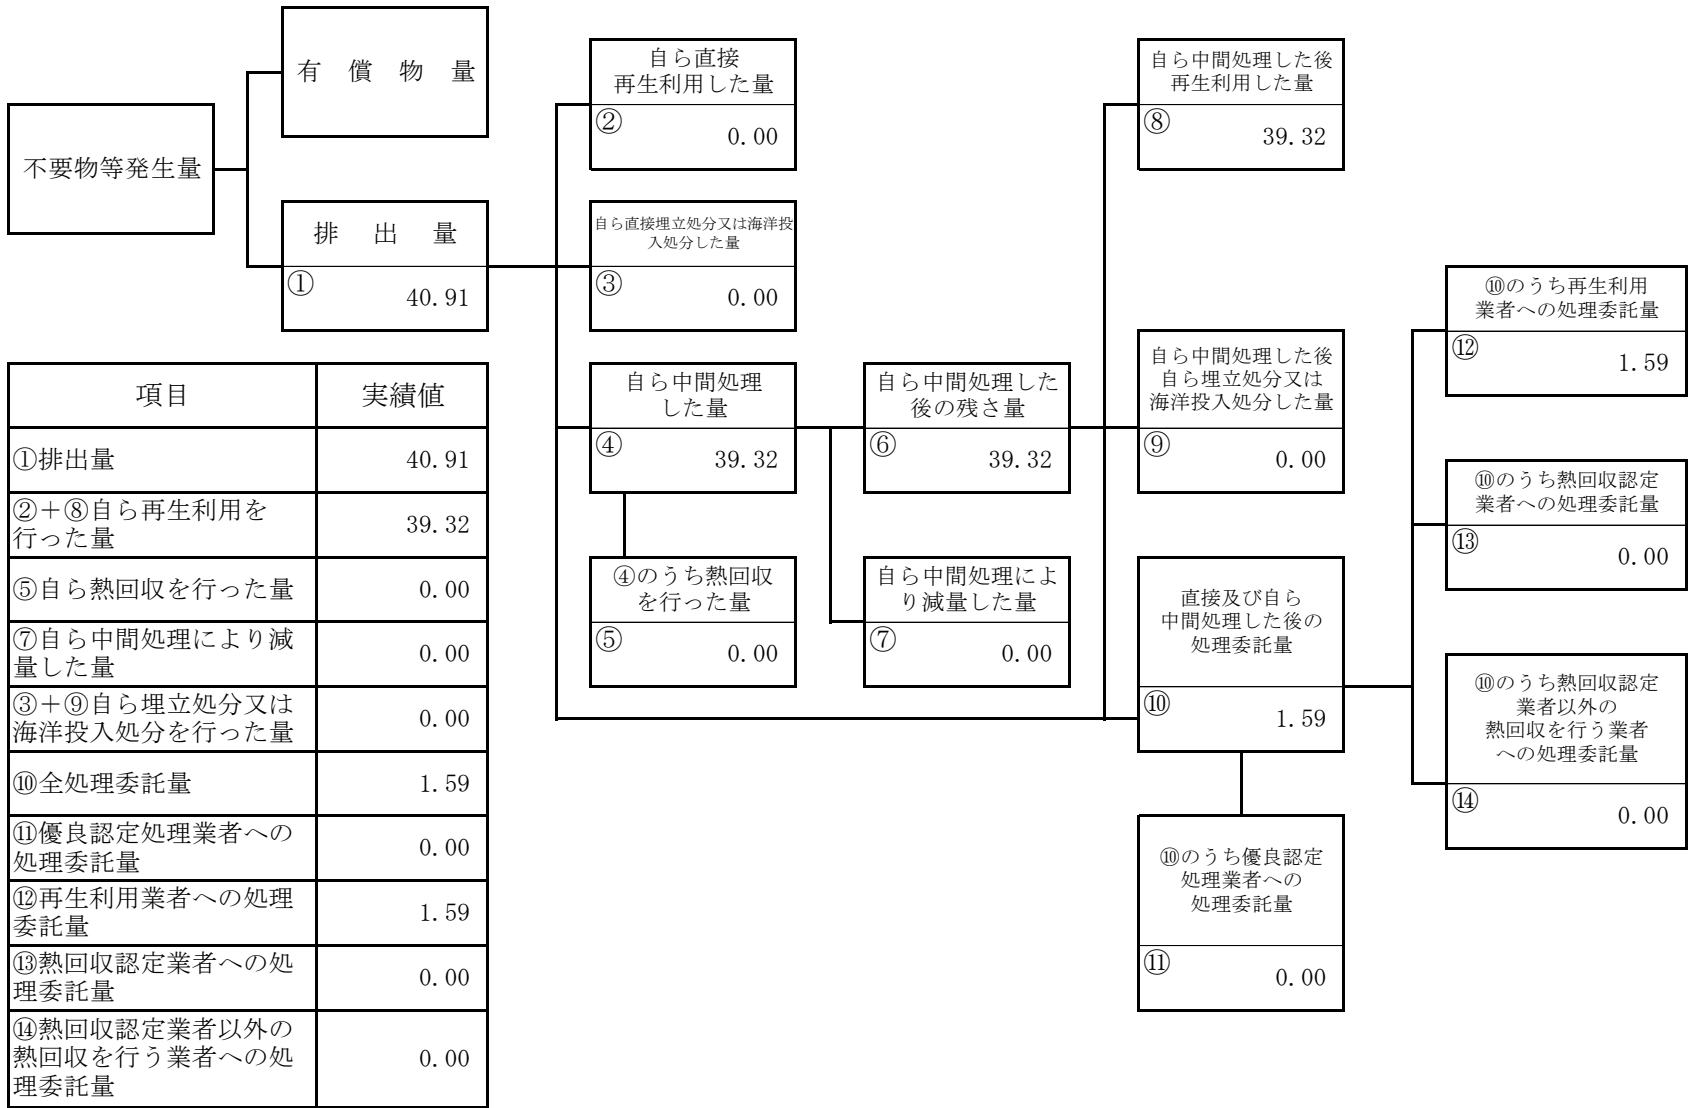 有　償　物　量
不要物等発生量
排　出　量
①
40.91
自ら直接
再生利用した量
②
0.00
自ら直接埋立処分又は海洋投
入処分した量
③
0.00
自ら中間処理
した量
④
39.32
④のうち熱回収
を行った量
⑤
0.00
自ら中間処理した
後の残さ量
⑥
39.32
自ら中間処理によ
り減量した量
⑦
0.00
自ら中間処理した後
再生利用した量
⑧
39.32
自ら中間処理した後
自ら埋立処分又は
海洋投入処分した量
⑨
0.00
直接及び自ら
中間処理した後の
処理委託量
⑩
1.59
⑩のうち優良認定
処理業者への
処理委託量
⑪
0.00
⑩のうち再生利用
業者への処理委託量
⑫
1.59
⑩のうち熱回収認定
業者への処理委託量
⑬
0.00
⑩のうち熱回収認定
業者以外の
熱回収を行う業者
への処理委託量
⑭
0.00
項目　実績値
①排出量　40.91
②＋⑧自ら再生利用を
行った量　39.32
⑤自ら熱回収を行った量　0.00
⑦自ら中間処理により減
量した量　0.00
③＋⑨自ら埋立処分又は
海洋投入処分を行った量　0.00
⑩全処理委託量　1.59
⑪優良認定処理業者への
処理委託量　0.00
⑫再生利用業者への処理
委託量　1.59
⑬熱回収認定業者への処
理委託量　0.00
⑭熱回収認定業者以外の
熱回収を行う業者への処
理委託量　0.00